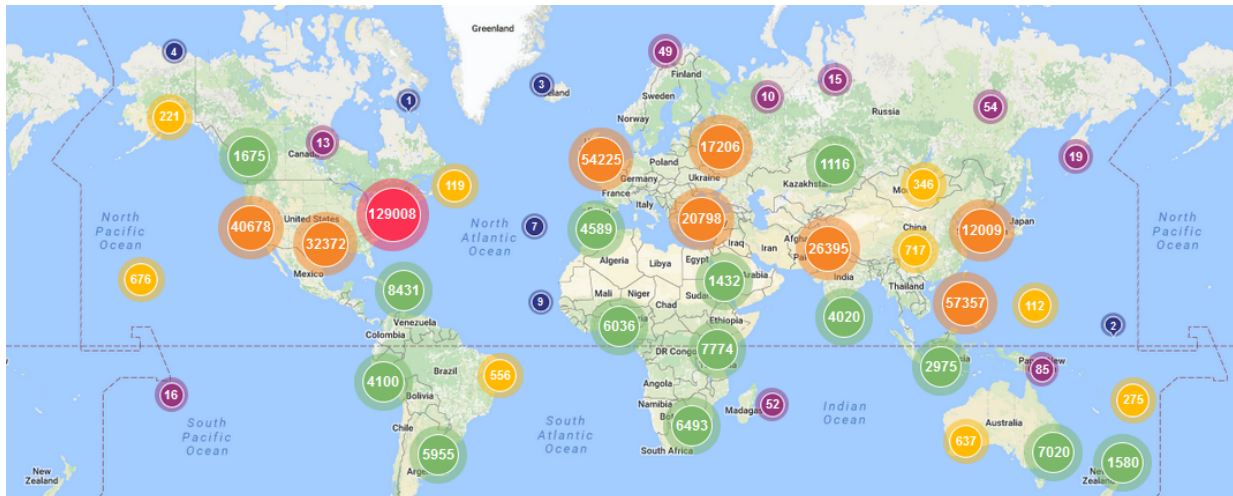 Greenland
4
49
Finland
15
3
10
1
Sweden
54
Russia
221
Norway
13
Canada
17206
19
1675
54225
Poland
1116
Germany
Ukraine
119
France
Kazakhstan
346
129008
Italy
North
Pacific
Ocean
40678
United States
North
Atlantic
Ocean
7
4589
20798
China
12009
Japan
North
Pacific
Ocean
32372
Iraq
Iran
26395
717
Mexico
Algeria
Libya
Egypt
676
India
8431
1432
Thailand
9
Mali
Niger
Chad
57357
112
4020
Venezuela
6036
Ethiopia
2
Colombia
DR Congo
7774
2975
4100
Brazil
556
85
16
Bolivia
Angola
52
Indian
Ocean
275
Namibia
Chile
South
Pacific
Ocean
South
Atlantic
Ocean
6493
Australia
637
5955
South Africa
7020
1580
New
Zealand
Zealand